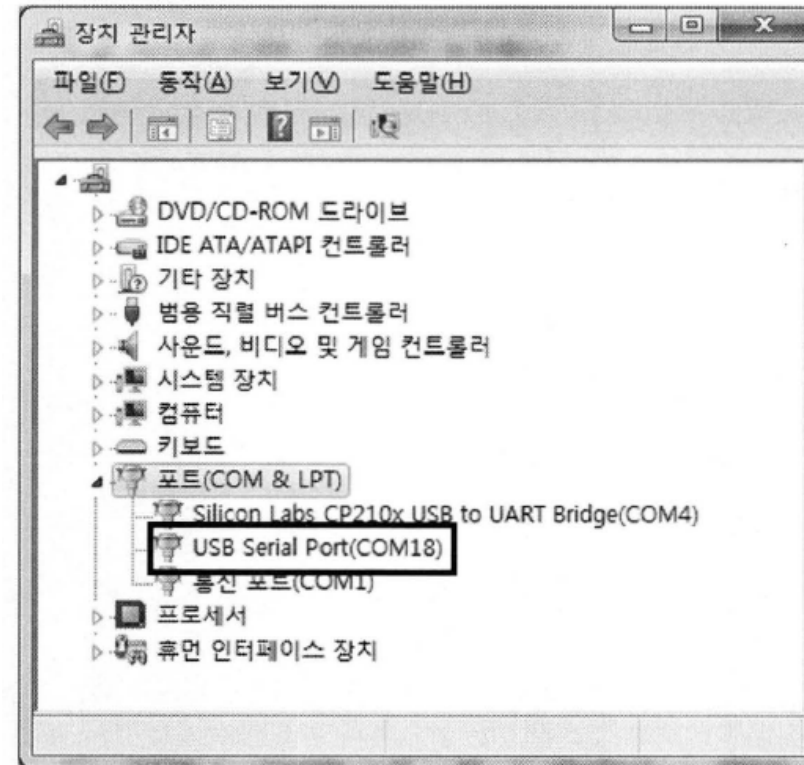 장치 관리자
파일(F) 동작(A) 보기(V) 도움말(H)
DVD/CD-ROM 드라이브
IDE ATA/ATAPI 컨트롤러
기타 장치
범용 직렬 버스 컨트롤러
사운드, 비디오 및 게임 컨트롤러
시스템 장치
컴퓨터
키보드
포트(COM & LPT)
Silicon Labs CP210x USB to UART Bridge(COM4)
USB Serial Port(COM18)
통신 포트(COM1)
프로세서
휴먼 인터페이스 장치